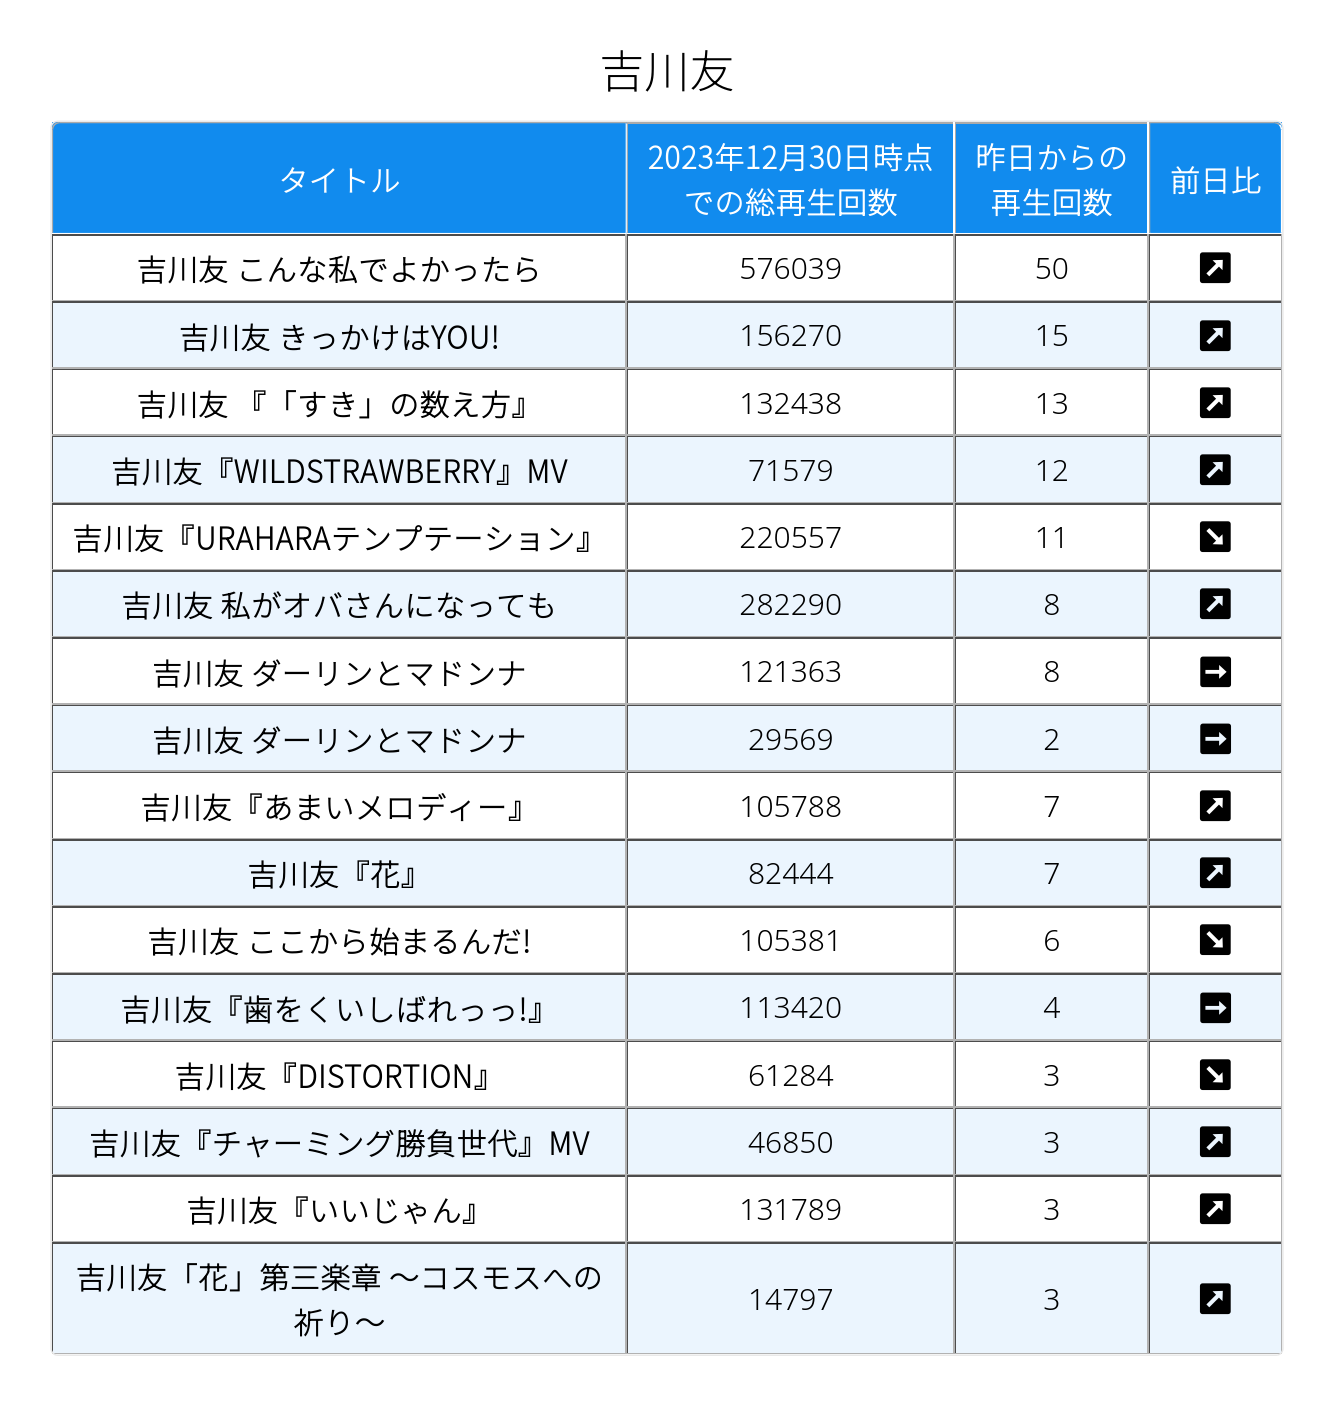 吉川友
タイトル
2023年12月30日時点
での総再生回数
昨日からの
再生回数
前日比
吉川友 こんな私でよかったら 576039 50 ↗
吉川友 きっかけはYOU! 156270 15 ↗
吉川友 『「すき」の数え方』 132438 13 ↗
吉川友『WILDSTRAWBERRY』MV 71579 12 ↗
吉川友『URAHARAテンプテーション』 220557 11 ↘
吉川友 私がオバさんになっても 282290 8 ↗
吉川友 ダーリンとマドンナ 121363 8 →
吉川友 ダーリンとマドンナ 29569 2 →
吉川友『あまいメロディー』 105788 7 ↗
吉川友『花』 82444 7 ↗
吉川友 ここから始まるんだ! 105381 6 ↘
吉川友『歯をくいしばれっっ!』 113420 4 →
吉川友『DISTORTION』 61284 3 ↘
吉川友『チャーミング勝負世代』MV 46850 3 ↗
吉川友『いいじゃん』 131789 3 ↗
吉川友「花」第三楽章 〜コスモスへの
祈り〜 14797 3 ↗